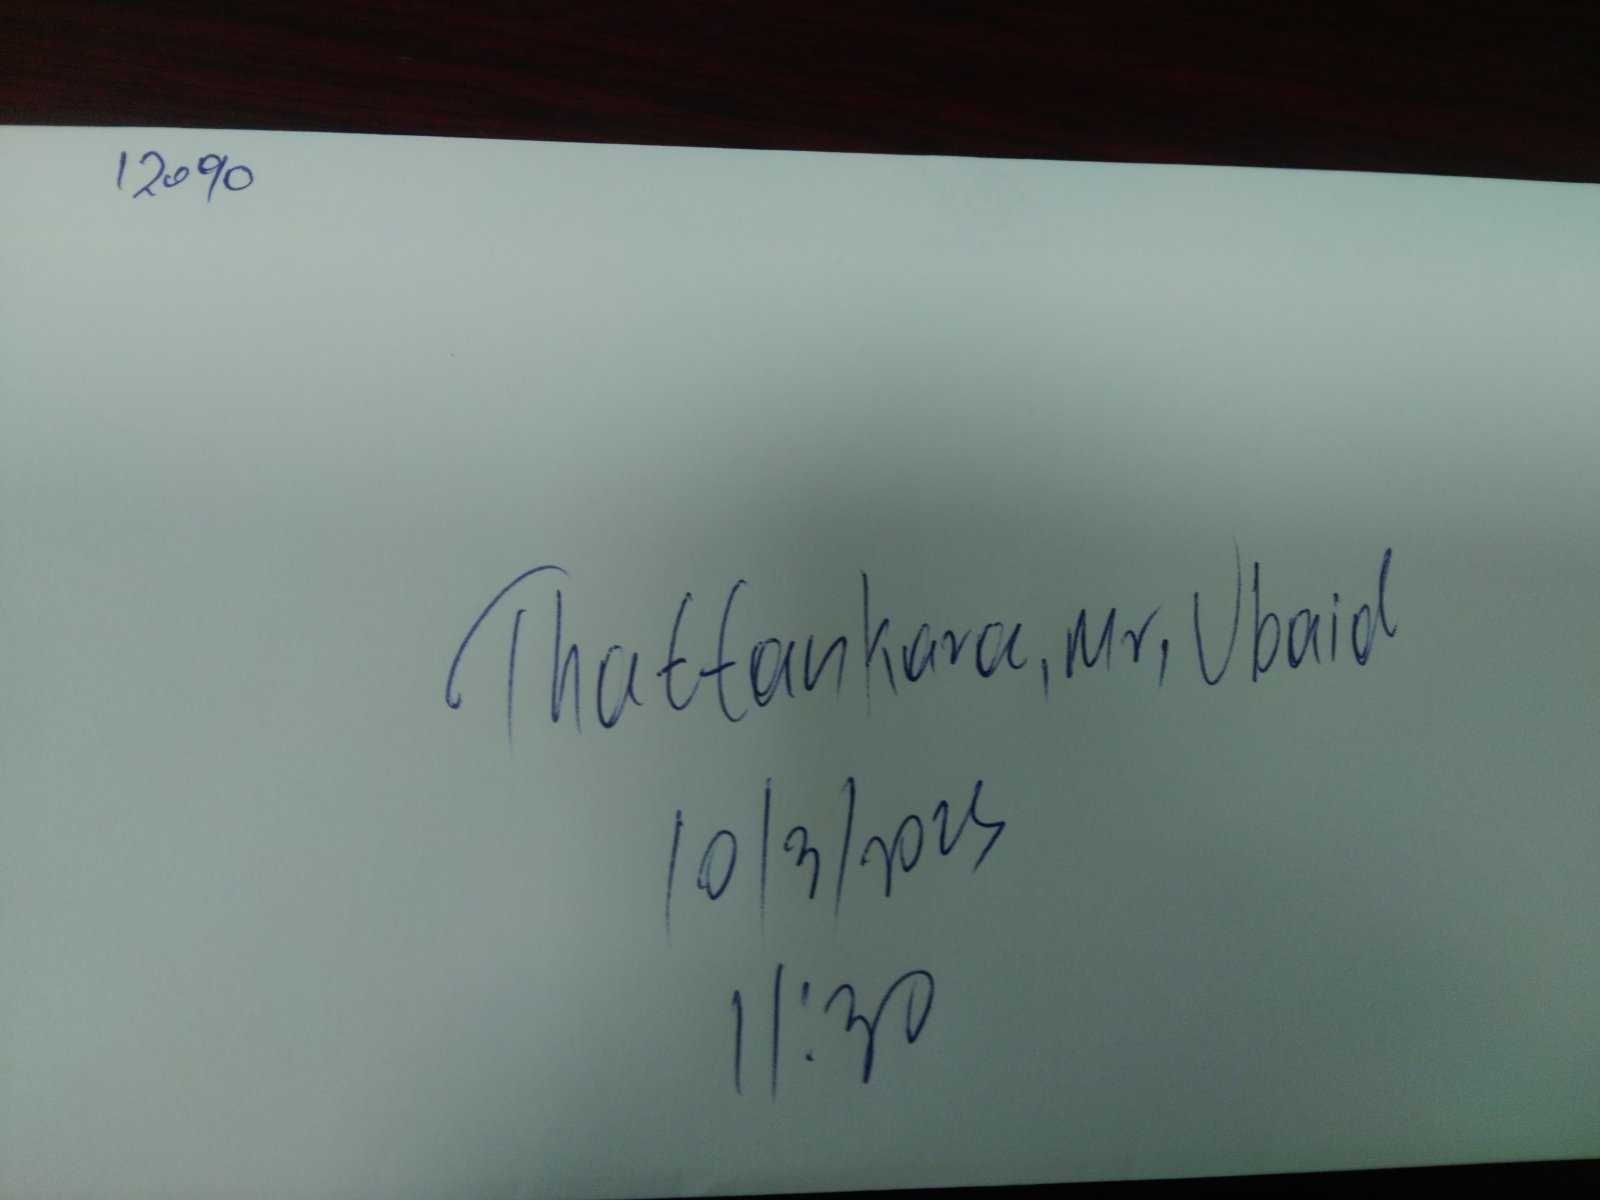 12090
Thattankara, Mr, Ubaid
10/3/2025
11:30